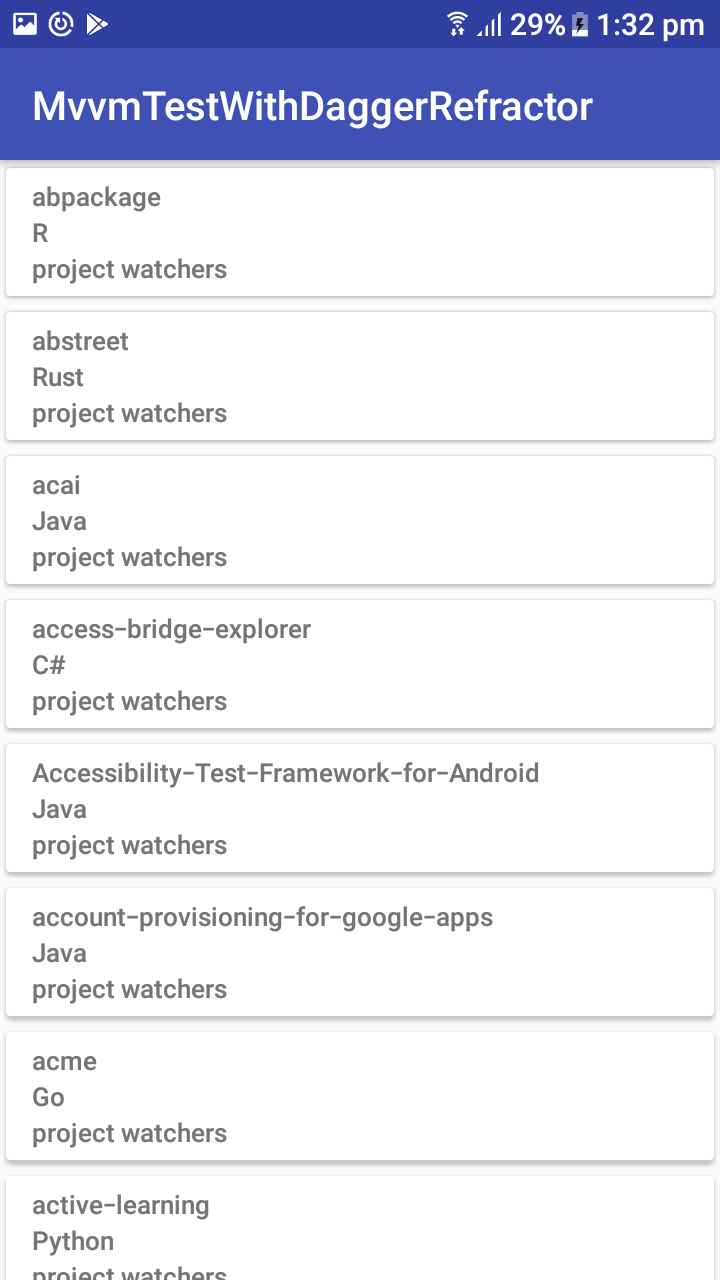 29% 1:32 pm
MvvmTestWithDaggerRefractor
abpackage
R
project watchers
abstreet
Rust
project watchers
acai
Java
project watchers
access-bridge-explorer
C#
project watchers
Accessibility-Test-Framework-for-Android
Java
project watchers
account-provisioning-for-google-apps
Java
project watchers
acme
Go
project watchers
active-learning
Python
project watchers